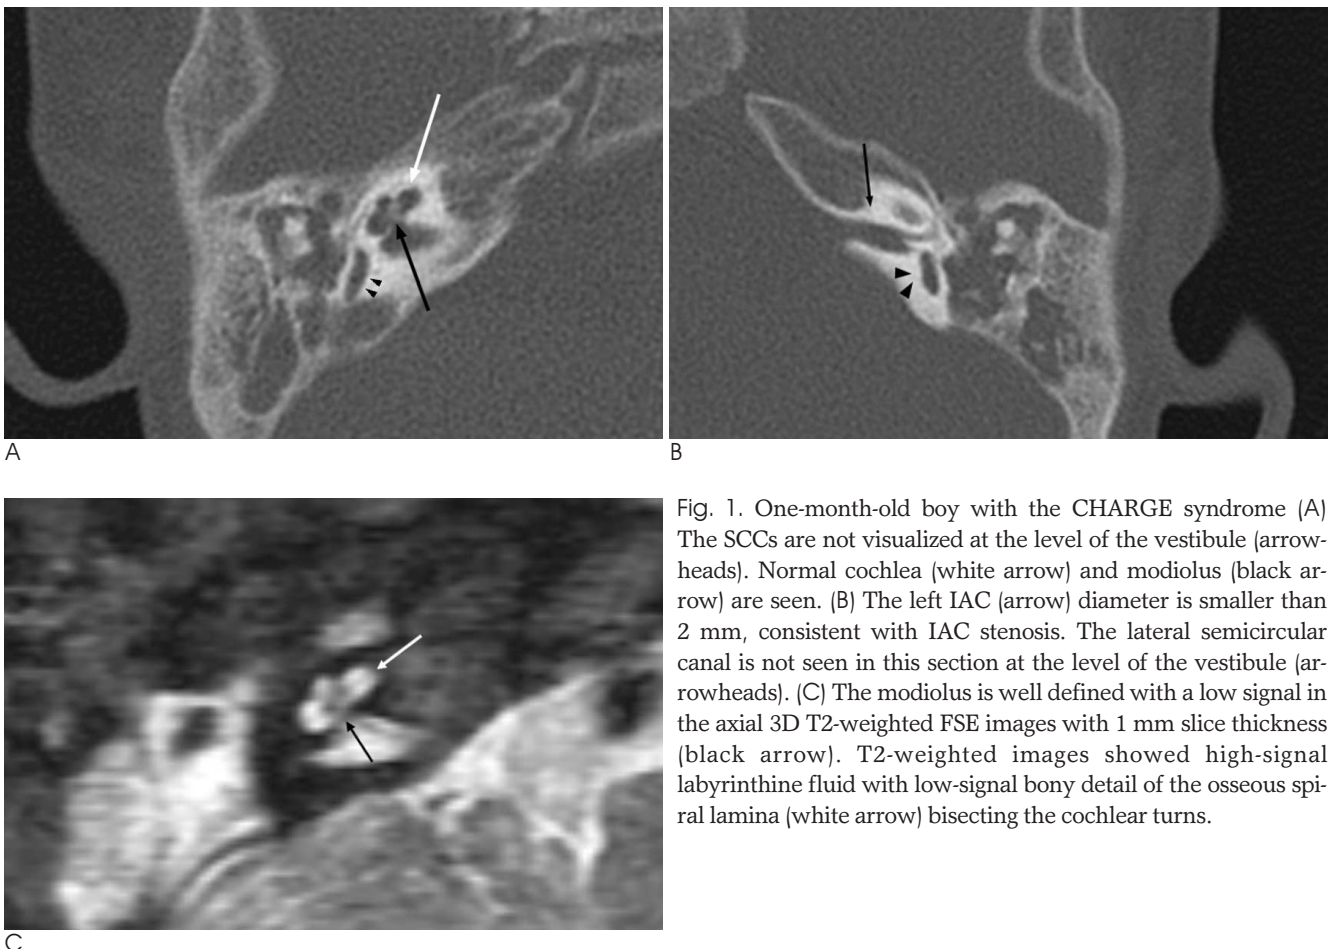 A
B
Fig. 1. One-month-old boy with the CHARGE syndrome (A)
The SCCs are not visualized at the level of the vestibule (arrow-
heads). Normal cochlea (white arrow) and modiolus (black ar-
row) are seen. (B) The left IAC (arrow) diameter is smaller than
2 mm, consistent with IAC stenosis. The lateral semicircular
canal is not seen in this section at the level of the vestibule (ar-
rowheads). (C) The modiolus is well defined with a low signal in
the axial 3D T2-weighted FSE images with 1 mm slice thickness
(black arrow). T2-weighted images showed high-signal
labyrinthine fluid with low-signal bony detail of the osseous spi-
ral lamina (white arrow) bisecting the cochlear turns.
C